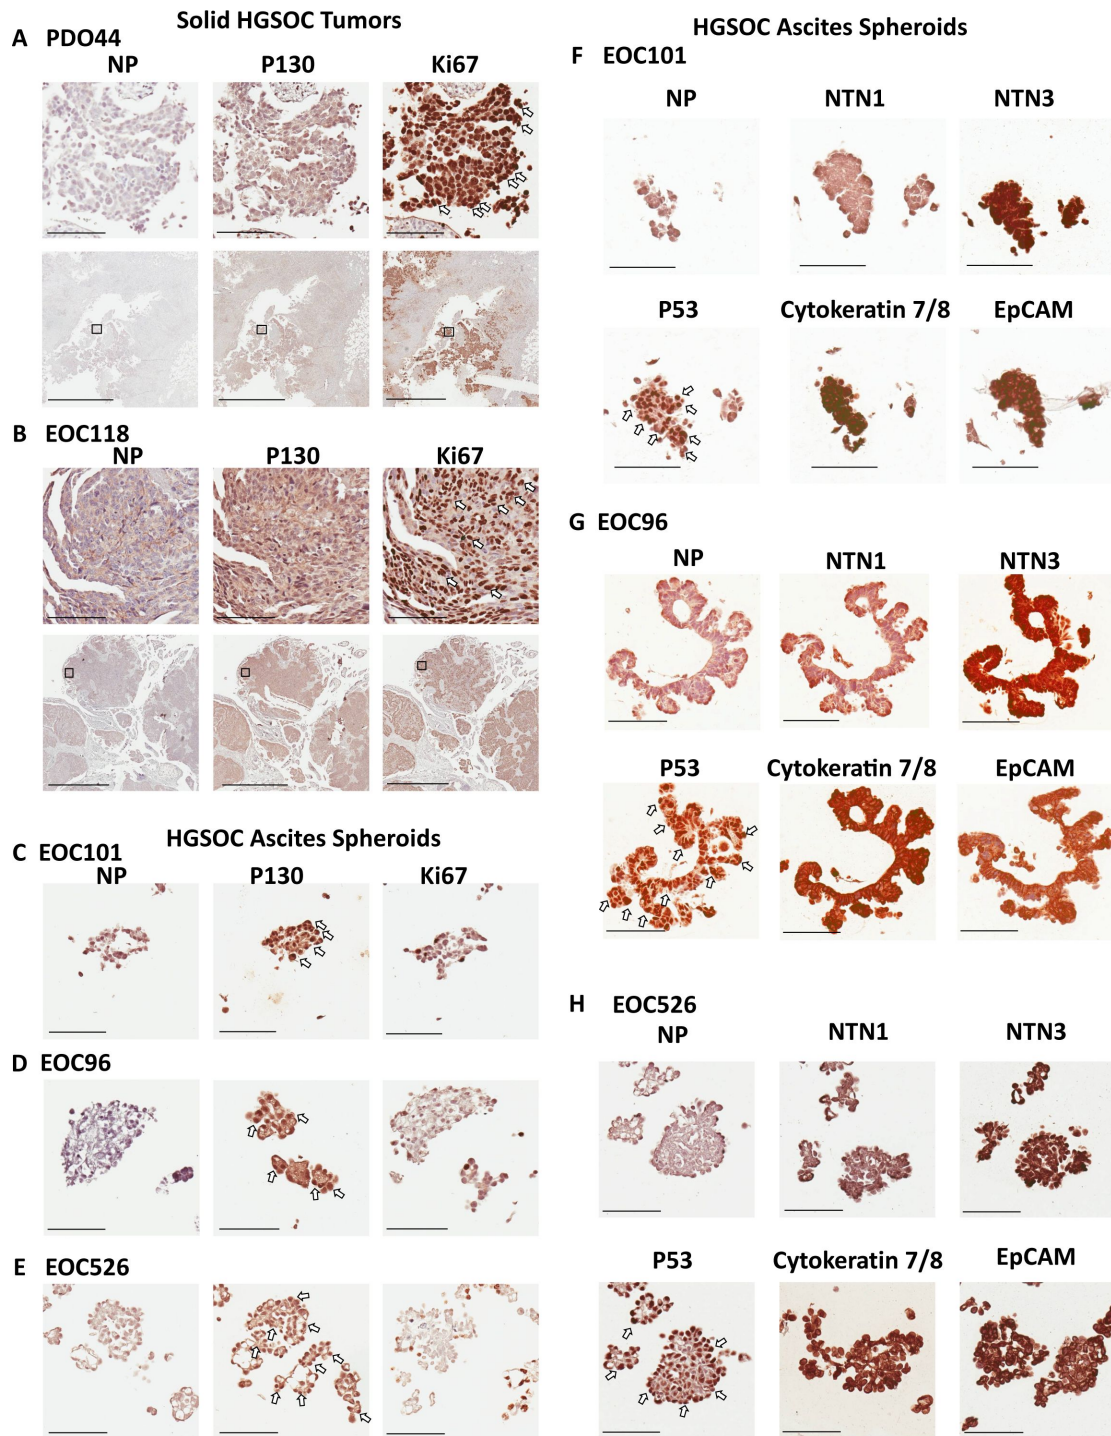 Solid HGSOC Tumors
A PDO44
NP P130 Ki67
B EOC118
NP P130 Ki67
HGSOC Ascites Spheroids
C EOC101
NP P130 Ki67
D EOC96
E EOC526
HGSOC Ascites Spheroids
F EOC101
NP NTN1 NTN3
P53 Cytokeratin 7/8 EpCAM
G EOC96
NP NTN1 NTN3
P53 Cytokeratin 7/8 EpCAM
H EOC526
NP NTN1 NTN3
P53 Cytokeratin 7/8 EpCAM